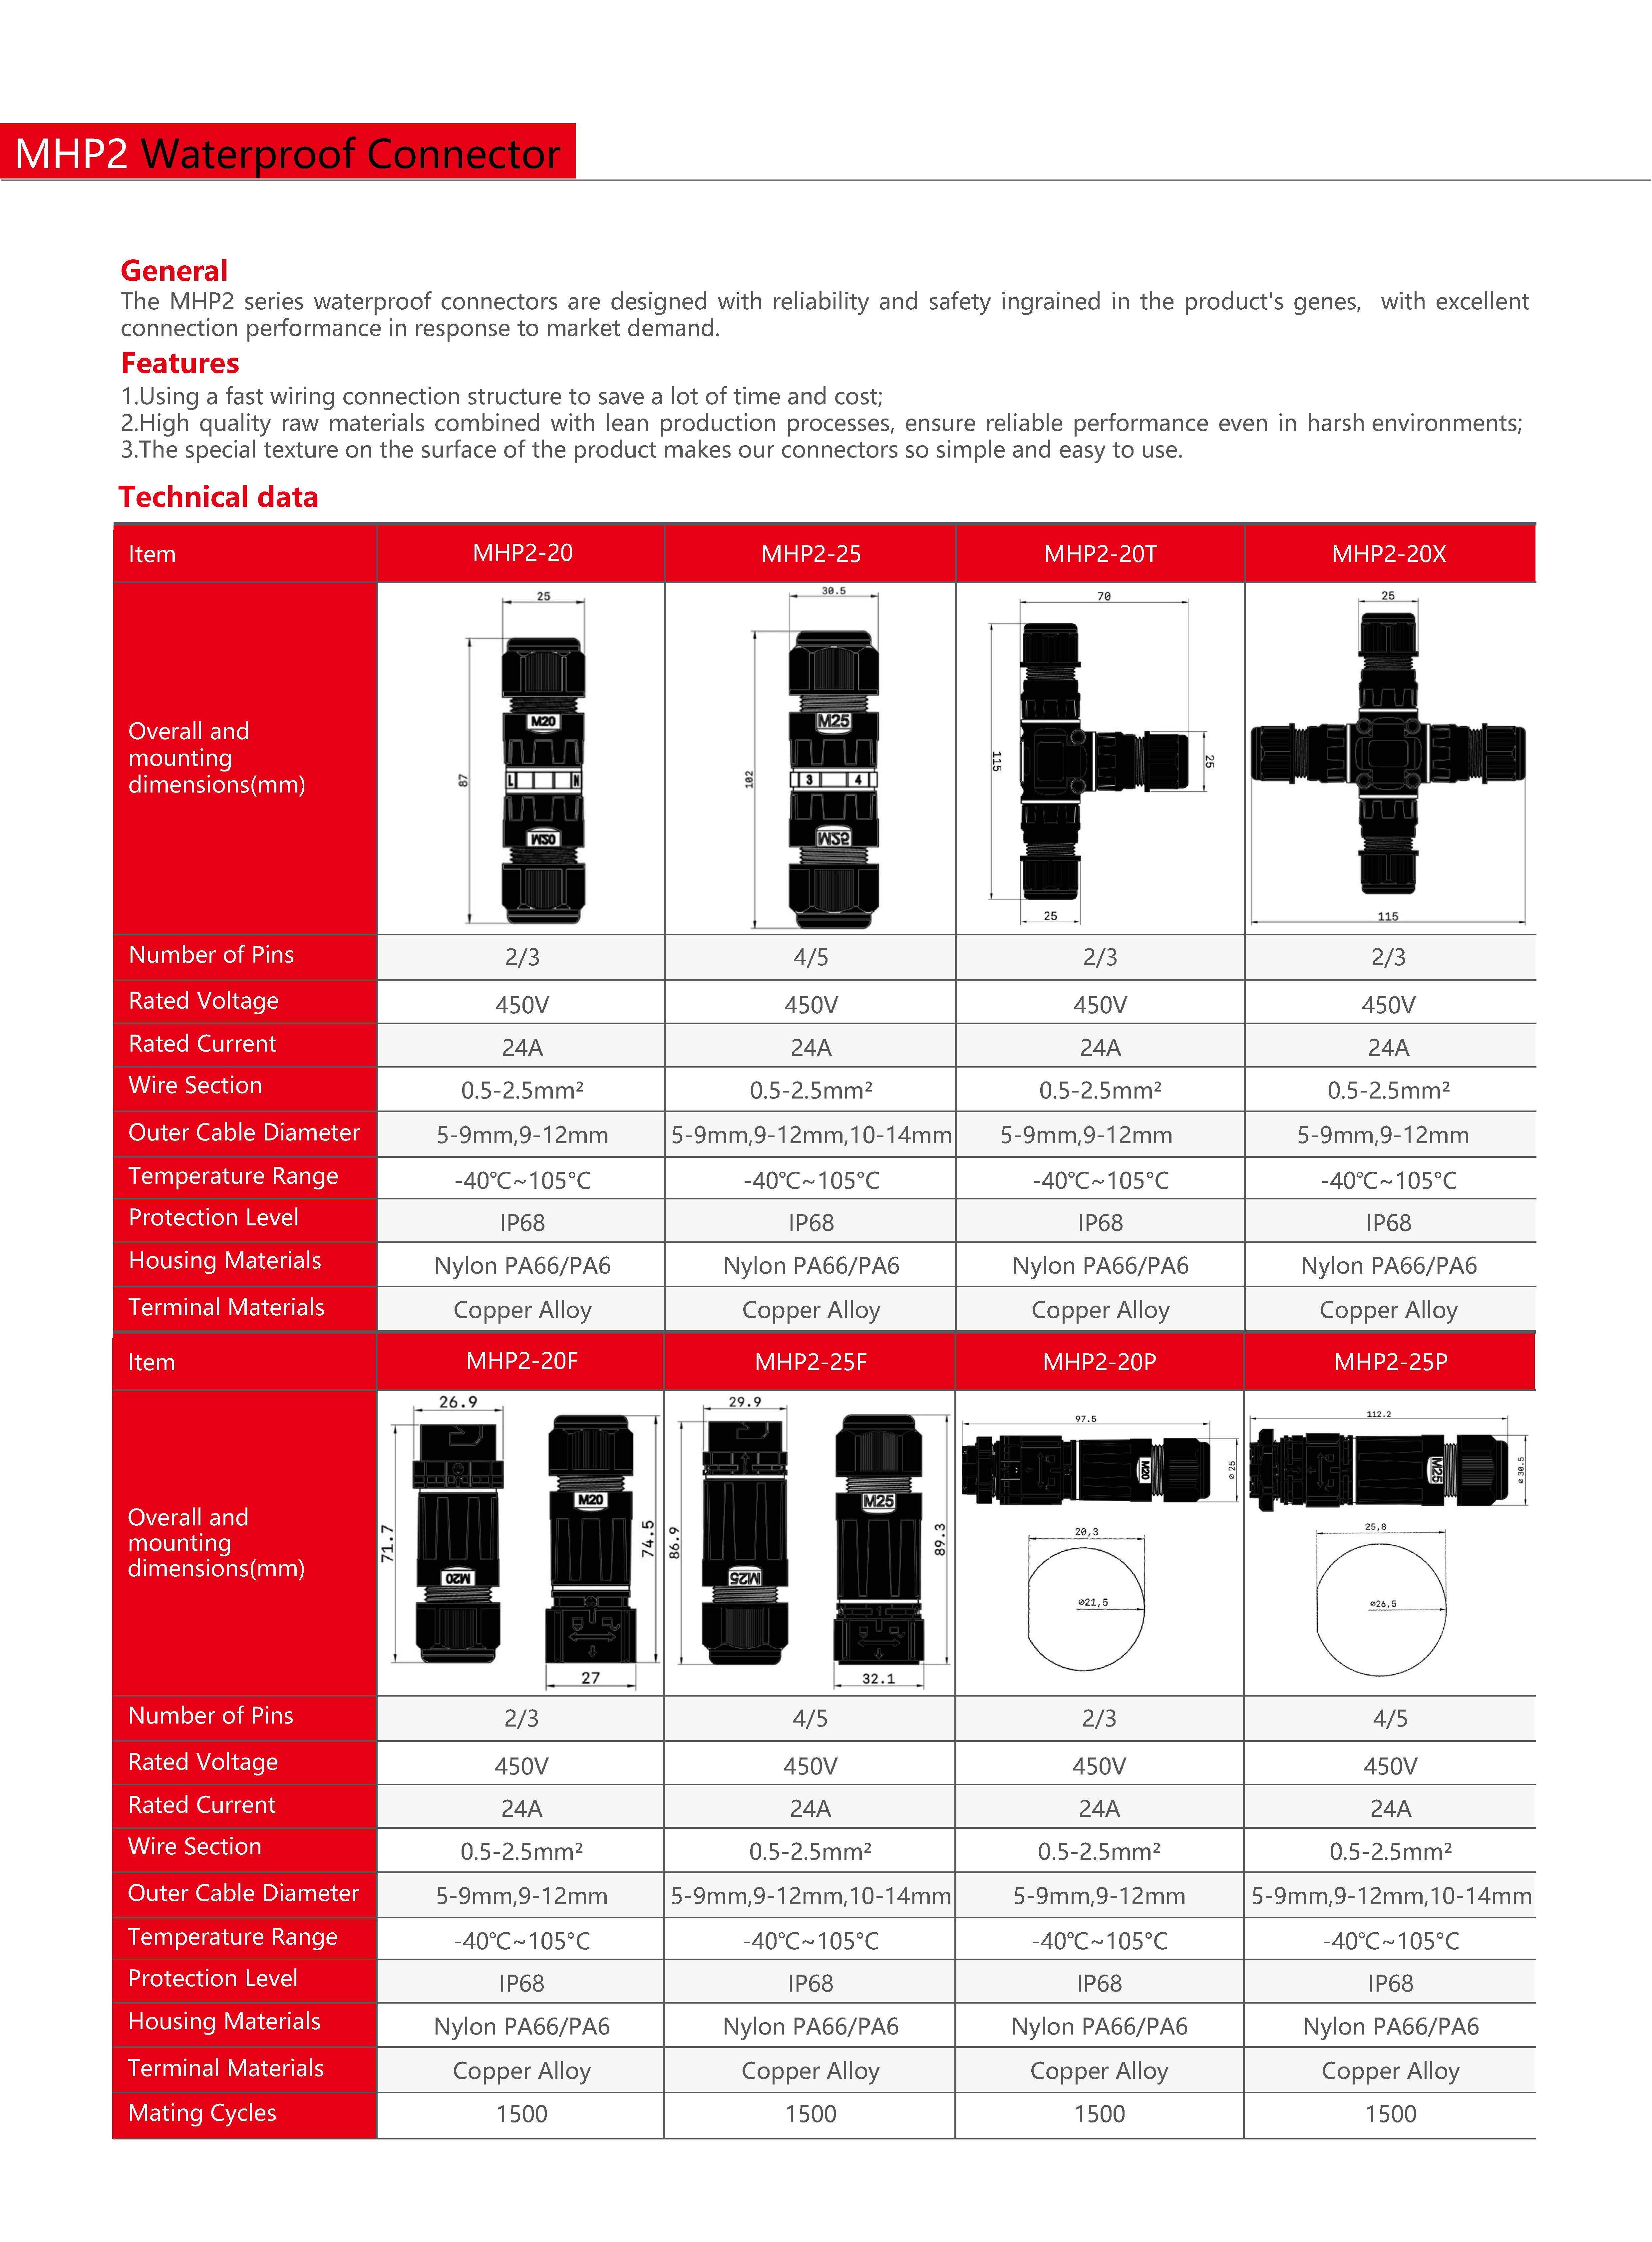 MHP2 Waterproof Connector
General
The MHP2 series waterproof connectors are designed with reliability and safety ingrained in the product's genes, with excellent
connection performance in response to market demand.
Features
1.Using a fast wiring connection structure to save a lot of time and cost;
2.High quality raw materials combined with lean production processes, ensure reliable performance even in harsh environments;
3.The special texture on the surface of the product makes our connectors so simple and easy to use.
Technical data
Item MHP2-20 MHP2-25 MHP2-20T MHP2-20X
Overall and
mounting
dimensions(mm)
25
87
M20
L N
M20
30.5
102
M25
3 4
M25
70
115
25
25
25
115
Number of Pins 2/3 4/5 2/3 2/3
Rated Voltage 450V 450V 450V 450V
Rated Current 24A 24A 24A 24A
Wire Section 0.5-2.5mm² 0.5-2.5mm² 0.5-2.5mm² 0.5-2.5mm²
Outer Cable Diameter 5-9mm,9-12mm 5-9mm,9-12mm,10-14mm 5-9mm,9-12mm 5-9mm,9-12mm
Temperature Range -40℃~105°C -40℃~105°C -40℃~105°C -40℃~105°C
Protection Level IP68 IP68 IP68 IP68
Housing Materials Nylon PA66/PA6 Nylon PA66/PA6 Nylon PA66/PA6 Nylon PA66/PA6
Terminal Materials Copper Alloy Copper Alloy Copper Alloy Copper Alloy
Item MHP2-20F MHP2-25F MHP2-20P MHP2-25P
Overall and
mounting
dimensions(mm)
26.9
71.7
M20
M20
74.5
27
29.9
86.9
M25
M25
89.3
32.1
97.5
M20
⌀25
20,3
⌀21,5
112.2
M25
⌀30.5
25,8
⌀26,5
Number of Pins 2/3 4/5 2/3 4/5
Rated Voltage 450V 450V 450V 450V
Rated Current 24A 24A 24A 24A
Wire Section 0.5-2.5mm² 0.5-2.5mm² 0.5-2.5mm² 0.5-2.5mm²
Outer Cable Diameter 5-9mm,9-12mm 5-9mm,9-12mm,10-14mm 5-9mm,9-12mm 5-9mm,9-12mm,10-14mm
Temperature Range -40℃~105°C -40℃~105°C -40℃~105°C -40℃~105°C
Protection Level IP68 IP68 IP68 IP68
Housing Materials Nylon PA66/PA6 Nylon PA66/PA6 Nylon PA66/PA6 Nylon PA66/PA6
Terminal Materials Copper Alloy Copper Alloy Copper Alloy Copper Alloy
Mating Cycles 1500 1500 1500 1500